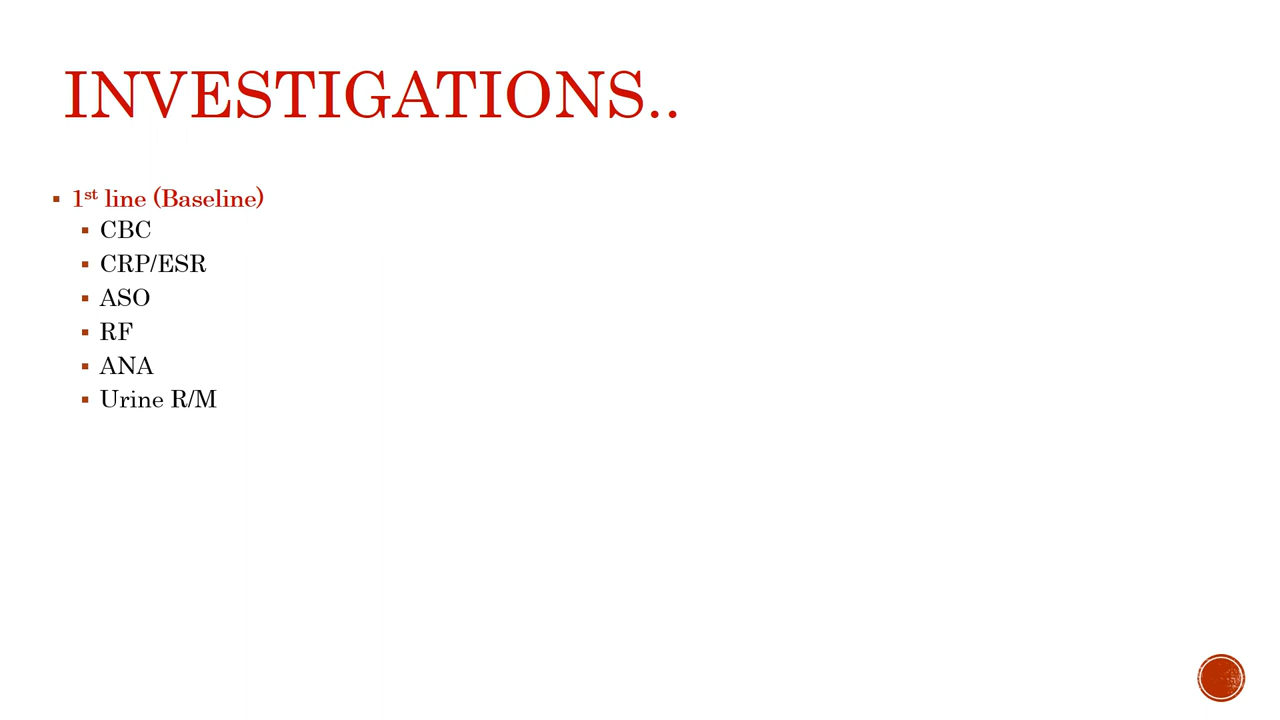 INVESTIGATIONS..
1st line (Baseline)
CBC
CRP/ESR
ASO
RF
ANA
Urine R/M